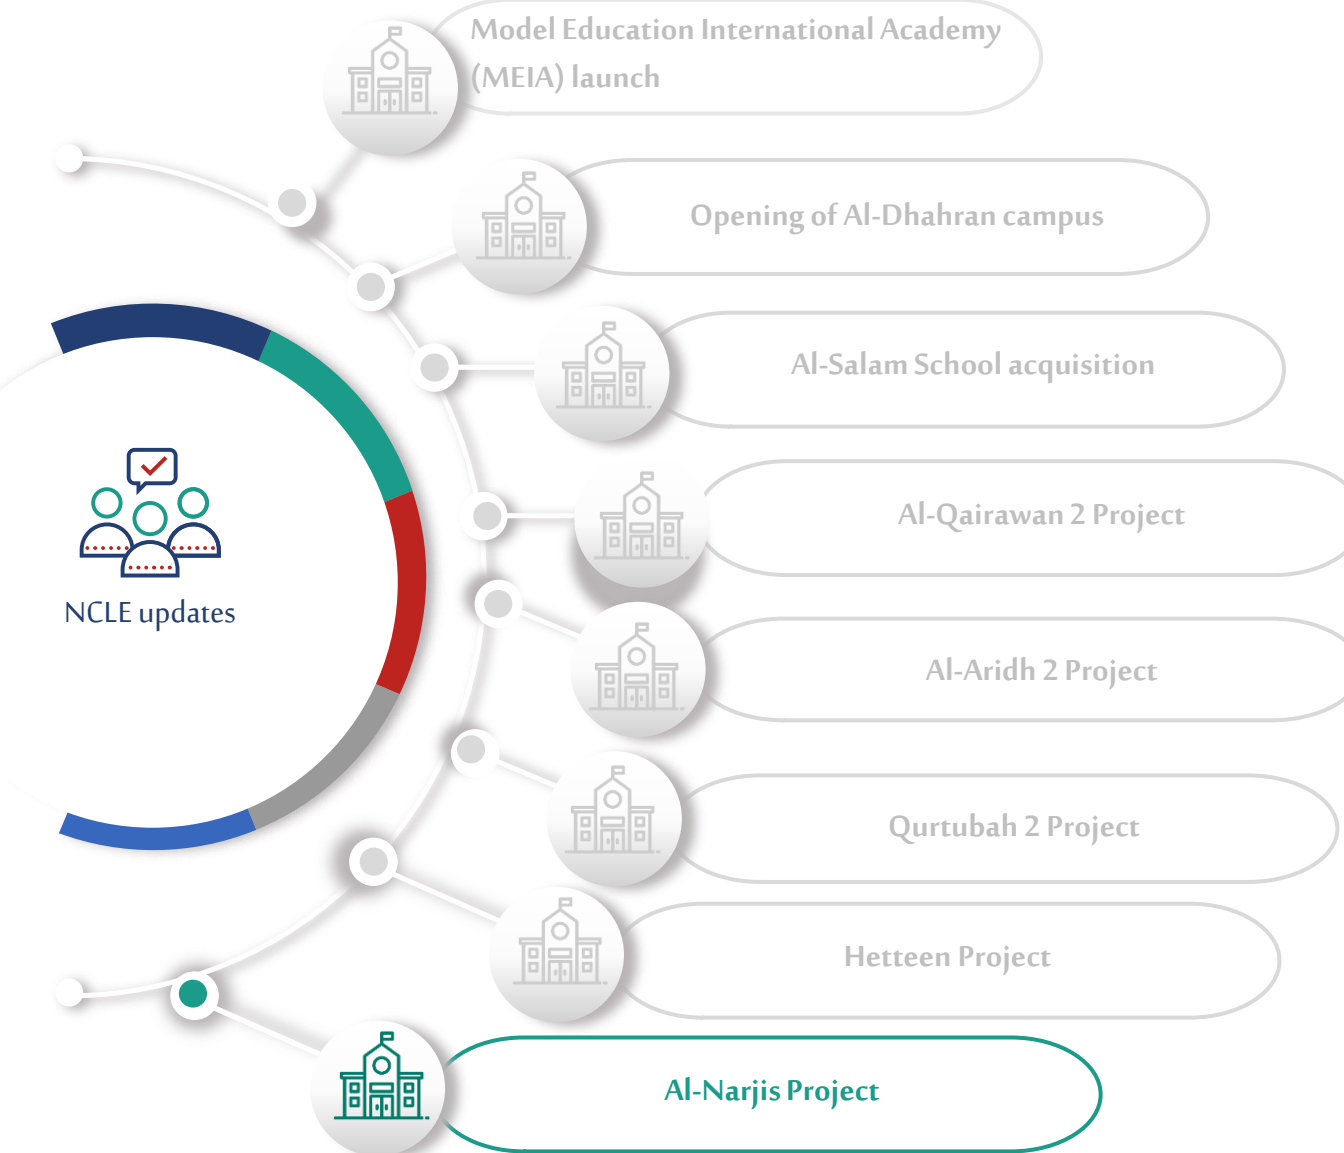 Model Education International Academy
(MEIA) launch
Opening of Al-Dhahran campus
Al-Salam School acquisition
Al-Qairawan 2 Project
NCLE updates
Al-Aridh 2 Project
Qurtubah 2 Project
Hetteen Project
Al-Narjis Project